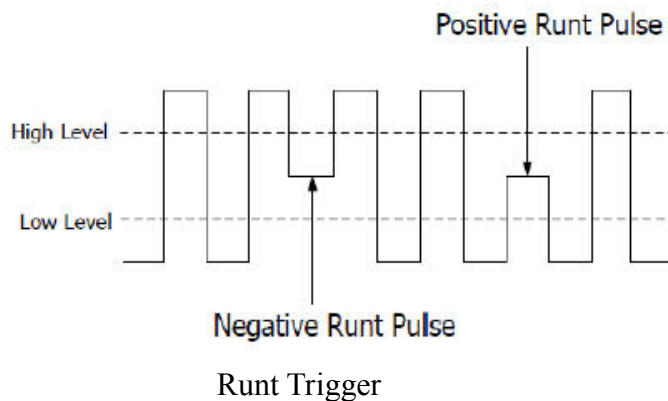 Positive Runt Pulse
High Level
Low Level
Negative Runt Pulse
Runt Trigger